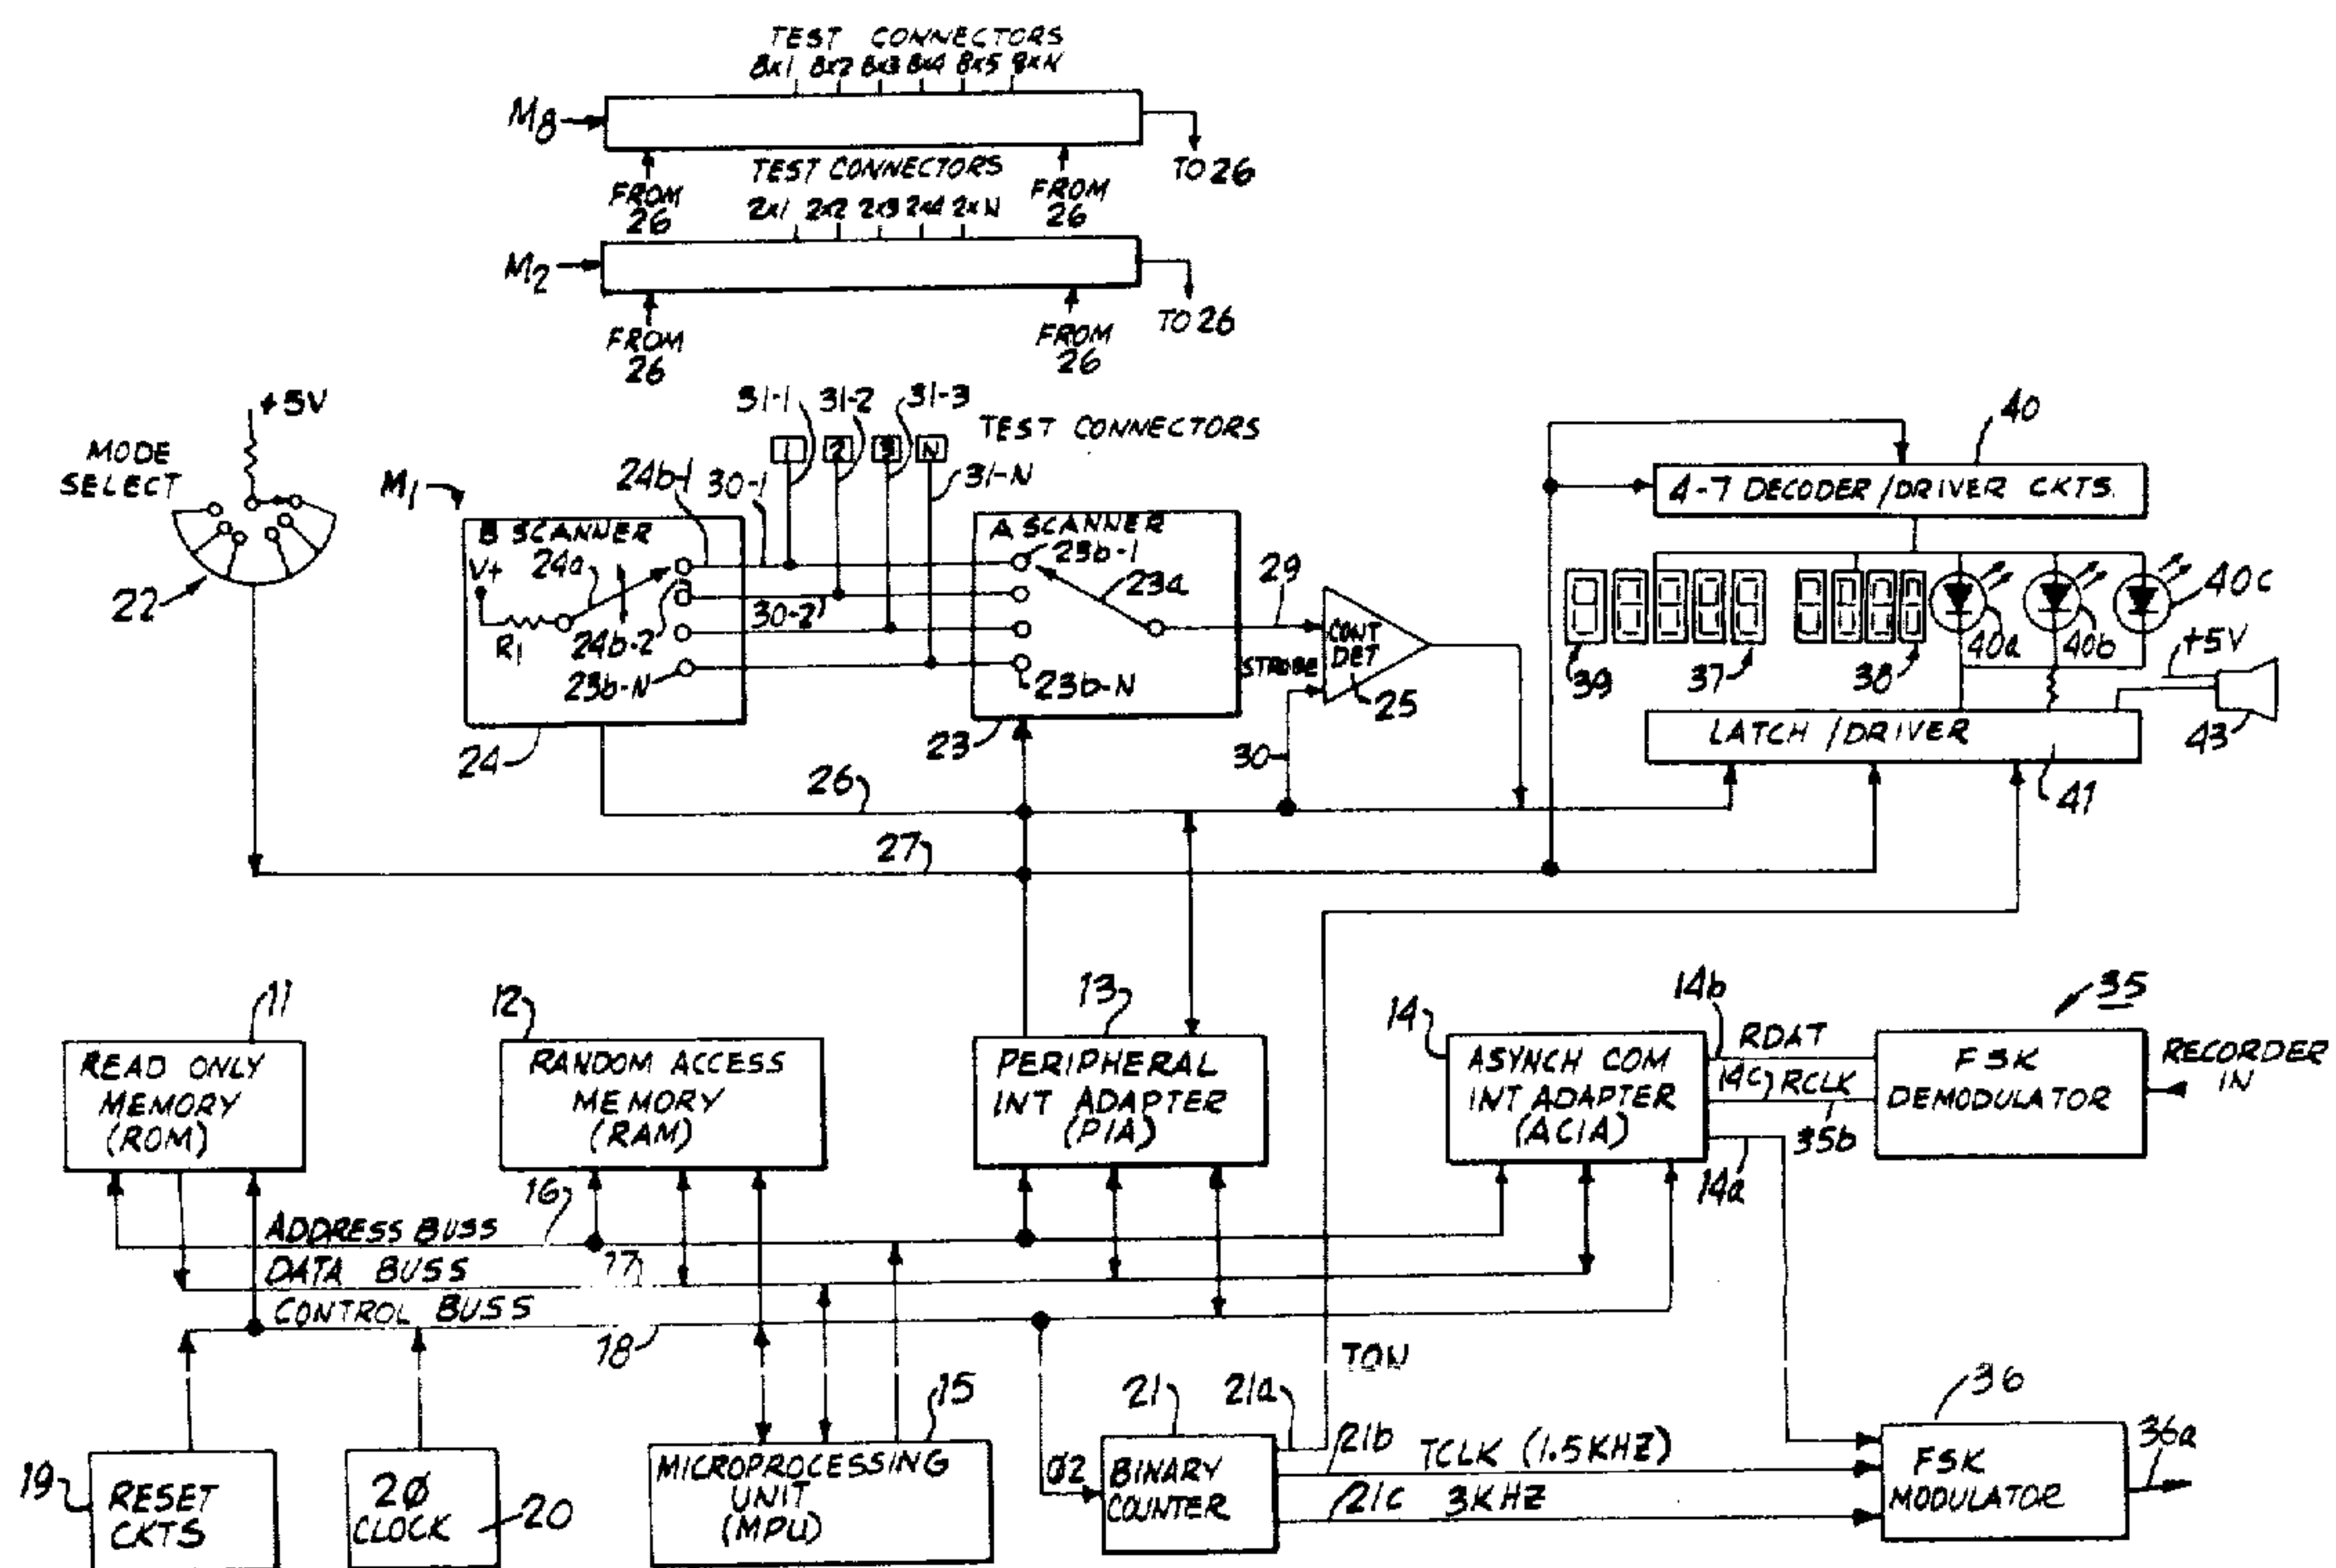 TEST CONNECTORS
8x1 8x2 8x3 8x4 8x5 8xN
M8
TO 26
FROM 26
FROM 26
TEST CONNECTORS
2x1 2x2 2x3 2x4 2xN
M2
TO 26
FROM 26
FROM 26
+5V
MODE SELECT
22
M1
31-1 31-2 31-3
1 2 3 N
TEST CONNECTORS
31-N
24b-1 30-1
B SCANNER
V+
24a
R1
24b-2
23b-N
30-2
24
A SCANNER
23b-1
23a
23b-N
23
29
STROBE
CONT DET
25
30
40
4-7 DECODER/DRIVER CKTS.
39 37 38 40a 40b 40c
+5V
43
LATCH/DRIVER
41
26
27
11
READ ONLY
MEMORY
(ROM)
12
RANDOM ACCESS
MEMORY
(RAM)
13
PERIPHERAL
INT ADAPTER
(PIA)
14
ASYNCH COM
INT ADAPTER
(ACIA)
14b
RDAT
14c RCLK
35b
14a
35
FSK
DEMODULATOR
RECORDER
IN
16
ADDRESS BUSS
17
DATA BUSS
CONTROL BUSS
18
19
RESET
CKTS
2Ø
CLOCK
20
15
MICROPROCESSING
UNIT
(MPU)
Ø2
21
BINARY
COUNTER
21a
TON
21b TCLK (1.5KHZ)
21c 3KHZ
36
FSK
MODULATOR
36a